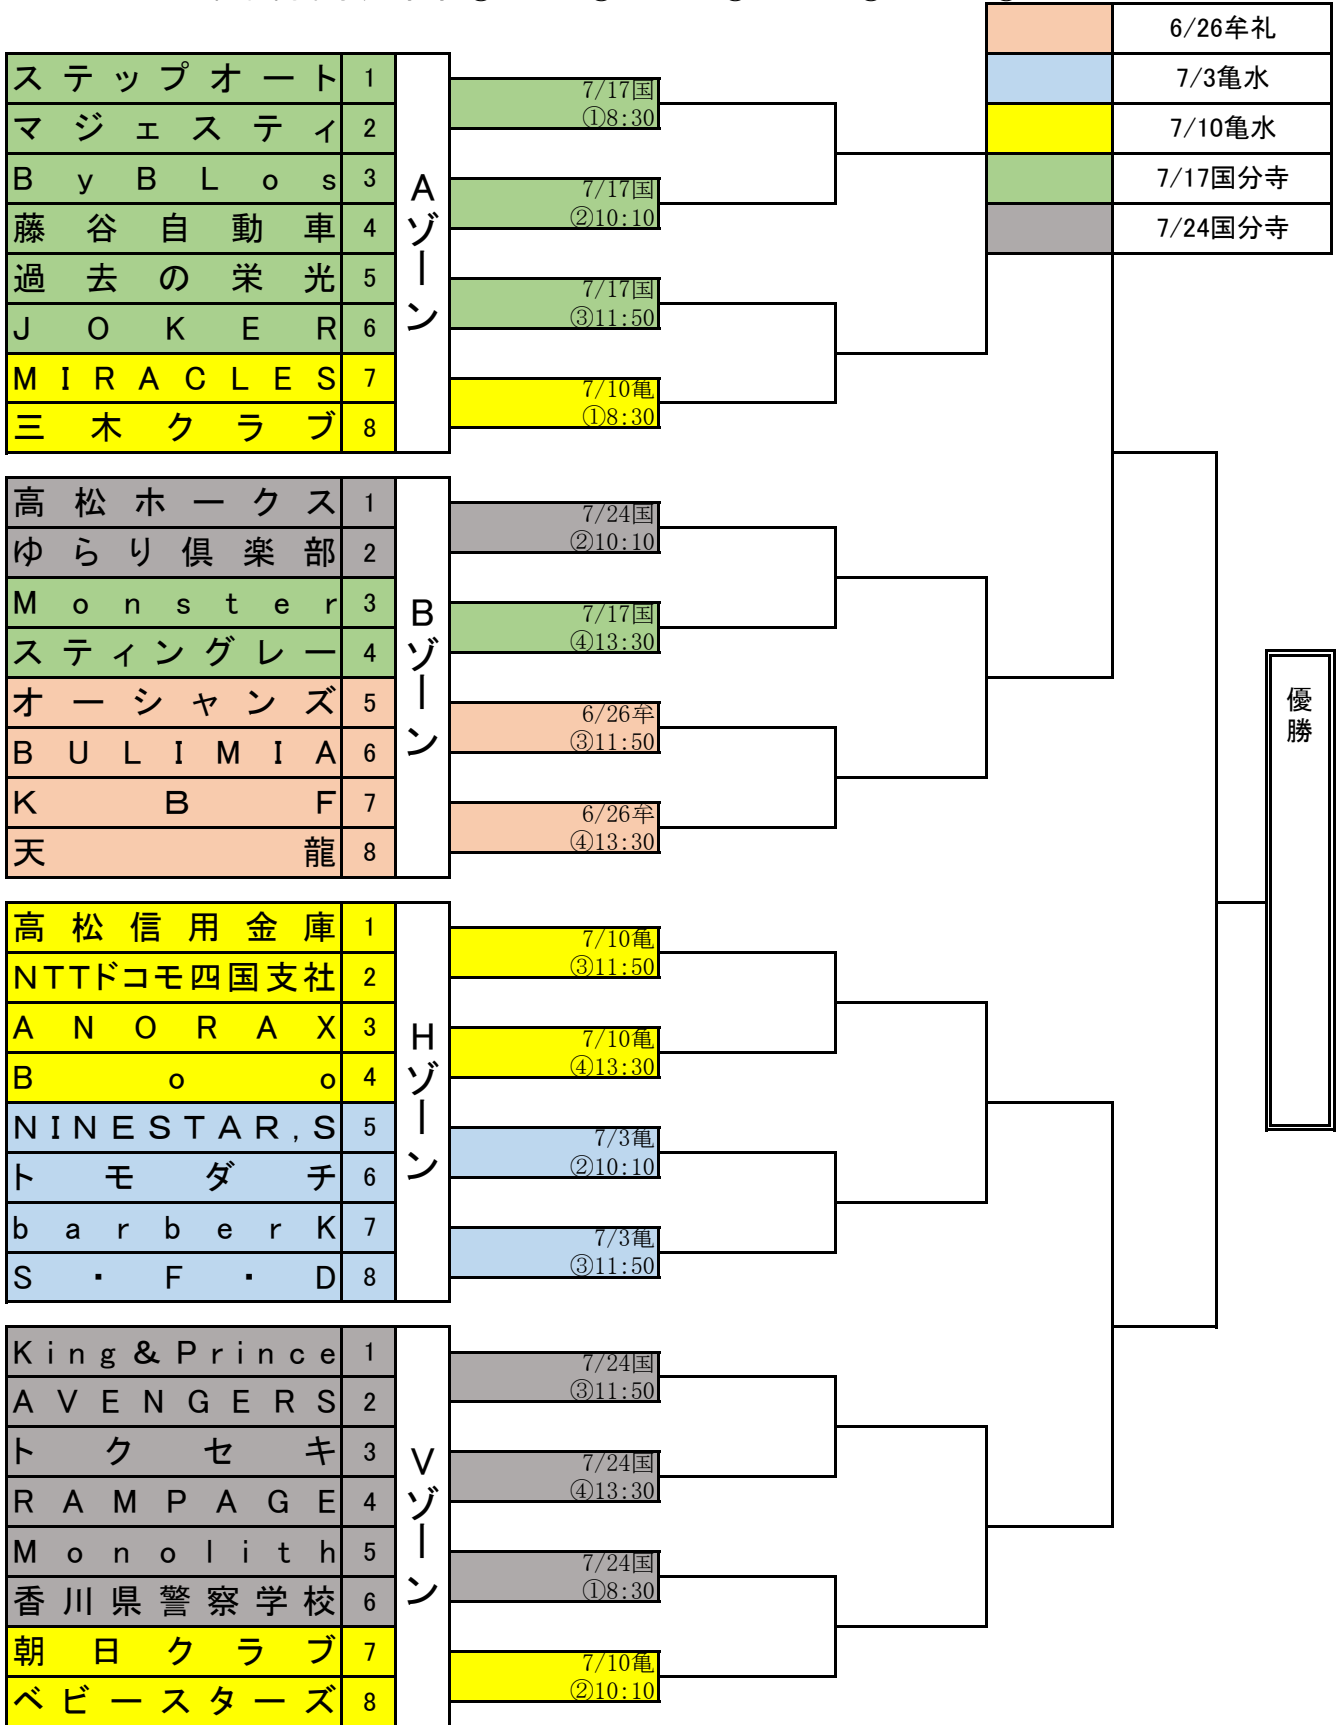 6/26牟礼
7/3亀水
7/10亀水
7/17国分寺
7/24国分寺
ステップオート 1
マジェスティ 2
ByBLos 3
藤谷自動車 4
過去の栄光 5
JOKER 6
MIRACLES 7
三木クラブ 8
Aゾーン
7/17国
①8:30
7/17国
②10:10
7/17国
③11:50
7/10亀
①8:30
高松ホークス 1
ゆらり倶楽部 2
Monster 3
スティングレー 4
オーシャンズ 5
BULIMIA 6
KBF 7
天龍 8
Bゾーン
7/24国
②10:10
7/17国
④13:30
6/26牟
③11:50
6/26牟
④13:30
高松信用金庫 1
NTTドコモ四国支社 2
ANORAX 3
Boo 4
NINESTAR,S 5
トモダチ 6
barberK 7
S・F・D 8
Hゾーン
7/10亀
③11:50
7/10亀
④13:30
7/3亀
②10:10
7/3亀
③11:50
King&Prince 1
AVENGERS 2
トクセキ 3
RAMPAGE 4
Monolith 5
香川県警察学校 6
朝日クラブ 7
ベビースターズ 8
Vゾーン
7/24国
③11:50
7/24国
④13:30
7/24国
①8:30
7/10亀
②10:10
優勝